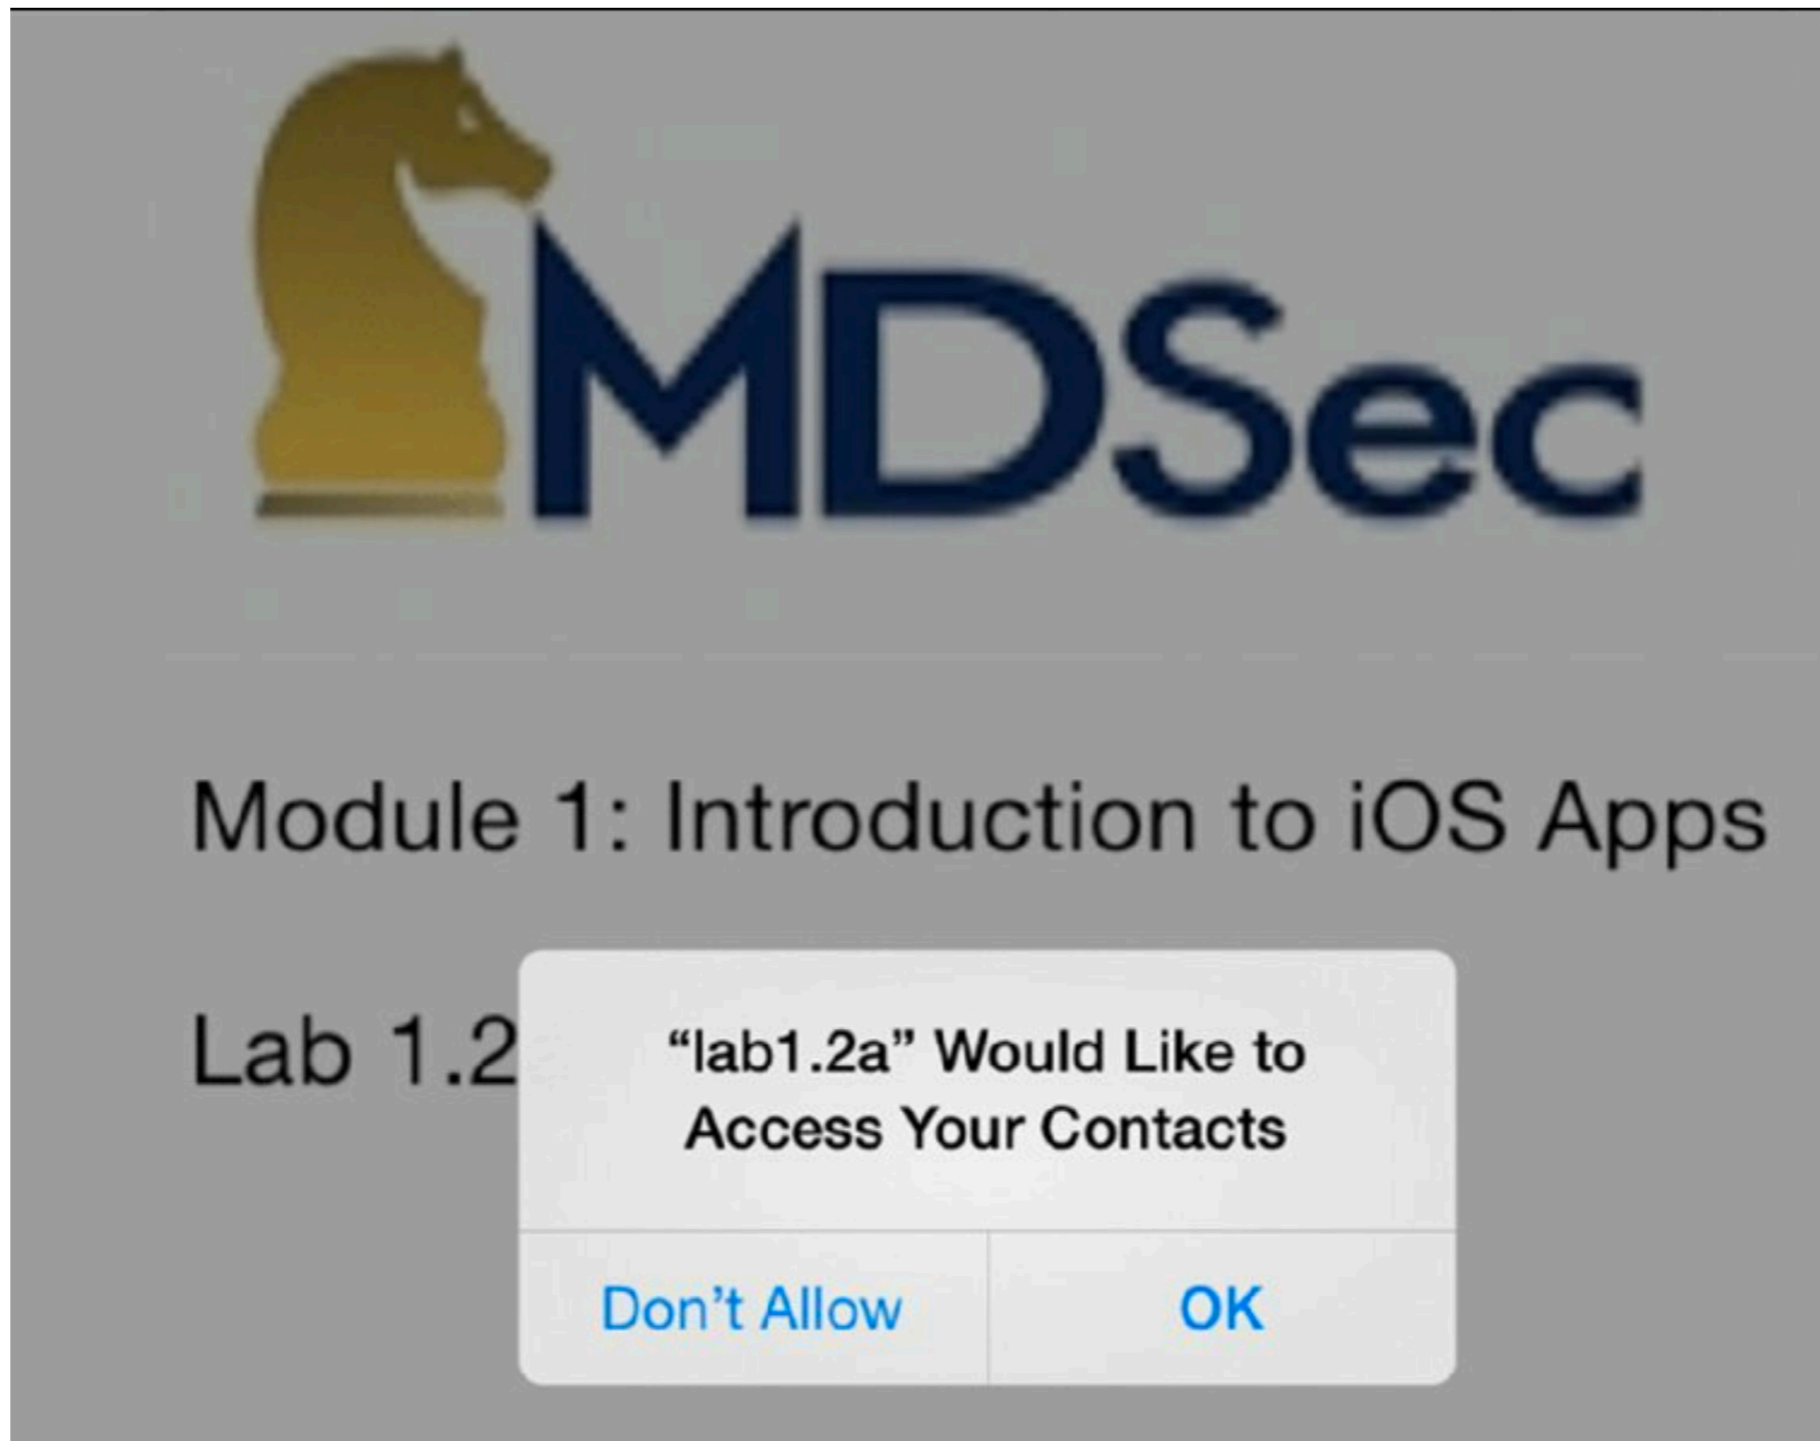 MDSec
Module 1: Introduction to iOS Apps
Lab 1.2
“lab1.2a” Would Like to
Access Your Contacts
Don’t Allow
OK